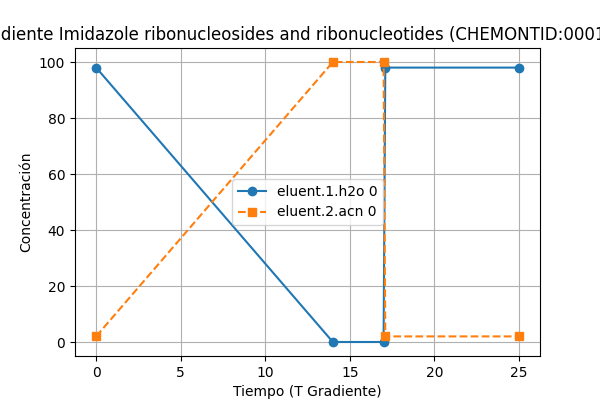 diente Imidazole ribonucleosides and ribonucleotides (CHEMONTID:0001
100
80
60
40
20
0
Concentración
eluent.1.h2o 0
eluent.2.acn 0
0 5 10 15 20 25
Tiempo (T Gradiente)